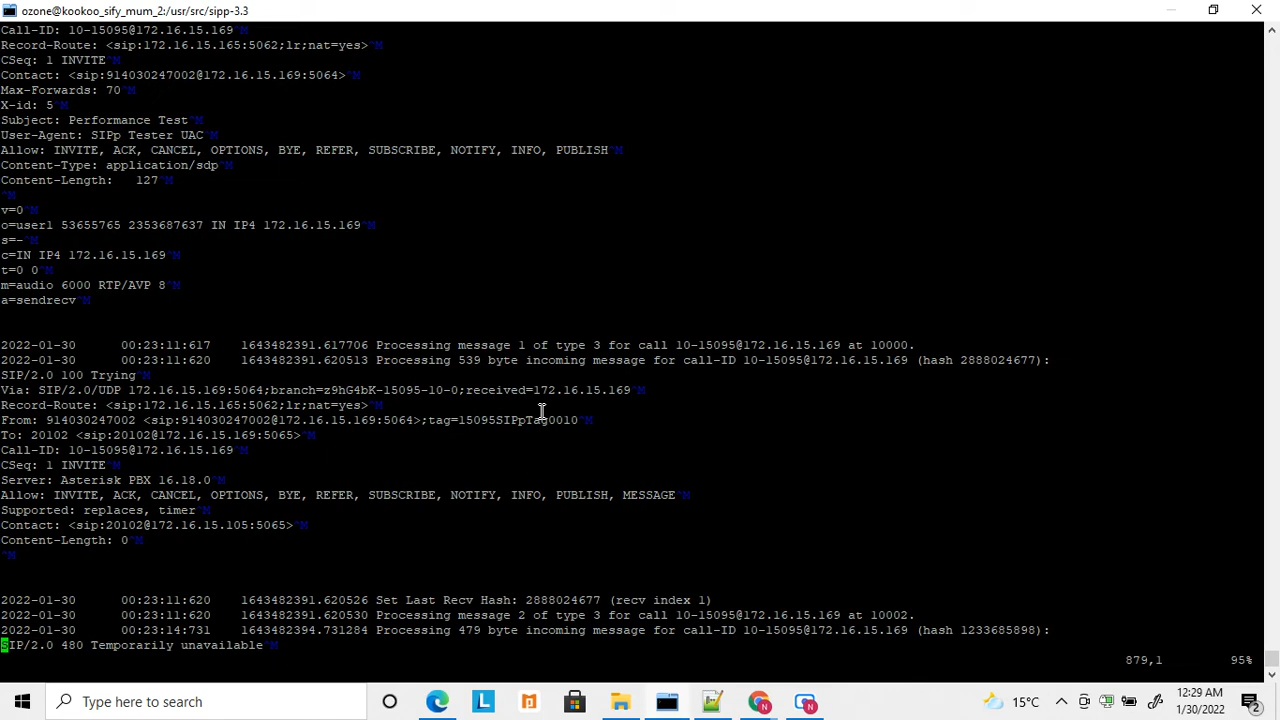 ozone@kookoo_sify_mum_2:/usr/src/sipp-3.3
Call-ID: 10-15095@172.16.15.169^M
Record-Route: <sip:172.16.15.165:5062;lr;nat=yes>^M
CSeq: 1 INVITE^M
Contact: <sip:914030247002@172.16.15.169:5064>^M
Max-Forwards: 70^M
X-id: 5^M
Subject: Performance Test^M
User-Agent: SIPp Tester UAC^M
Allow: INVITE, ACK, CANCEL, OPTIONS, BYE, REFER, SUBSCRIBE, NOTIFY, INFO, PUBLISH^M
Content-Type: application/sdp^M
Content-Length:   127^M
^M
v=0^M
o=user1 53655765 2353687637 IN IP4 172.16.15.169^M
s=-^M
c=IN IP4 172.16.15.169^M
t=0 0^M
m=audio 6000 RTP/AVP 8^M
a=sendrecv^M
2022-01-30      00:23:11:617    1643482391.617706 Processing message 1 of type 3 for call 10-15095@172.16.15.169 at 10000.
2022-01-30      00:23:11:620    1643482391.620513 Processing 539 byte incoming message for call-ID 10-15095@172.16.15.169 (hash 2888024677):
SIP/2.0 100 Trying^M
Via: SIP/2.0/UDP 172.16.15.169:5064;branch=z9hG4bK-15095-10-0;received=172.16.15.169^M
Record-Route: <sip:172.16.15.165:5062;lr;nat=yes>^M
From: 914030247002 <sip:914030247002@172.16.15.169:5064>;tag=15095SIPpTag0010^M
To: 20102 <sip:20102@172.16.15.169:5065>^M
Call-ID: 10-15095@172.16.15.169^M
CSeq: 1 INVITE^M
Server: Asterisk PBX 16.18.0^M
Allow: INVITE, ACK, CANCEL, OPTIONS, BYE, REFER, SUBSCRIBE, NOTIFY, INFO, PUBLISH, MESSAGE^M
Supported: replaces, timer^M
Contact: <sip:20102@172.16.15.105:5065>^M
Content-Length: 0^M
^M
2022-01-30      00:23:11:620    1643482391.620526 Set Last Recv Hash: 2888024677 (recv index 1)
2022-01-30      00:23:11:620    1643482391.620530 Processing message 2 of type 3 for call 10-15095@172.16.15.169 at 10002.
2022-01-30      00:23:14:731    1643482394.731284 Processing 479 byte incoming message for call-ID 10-15095@172.16.15.169 (hash 1233685898):
SIP/2.0 480 Temporarily unavailable^M
879,1 95%
Type here to search
L
N
N
15°C
12:29 AM
1/30/2022
2